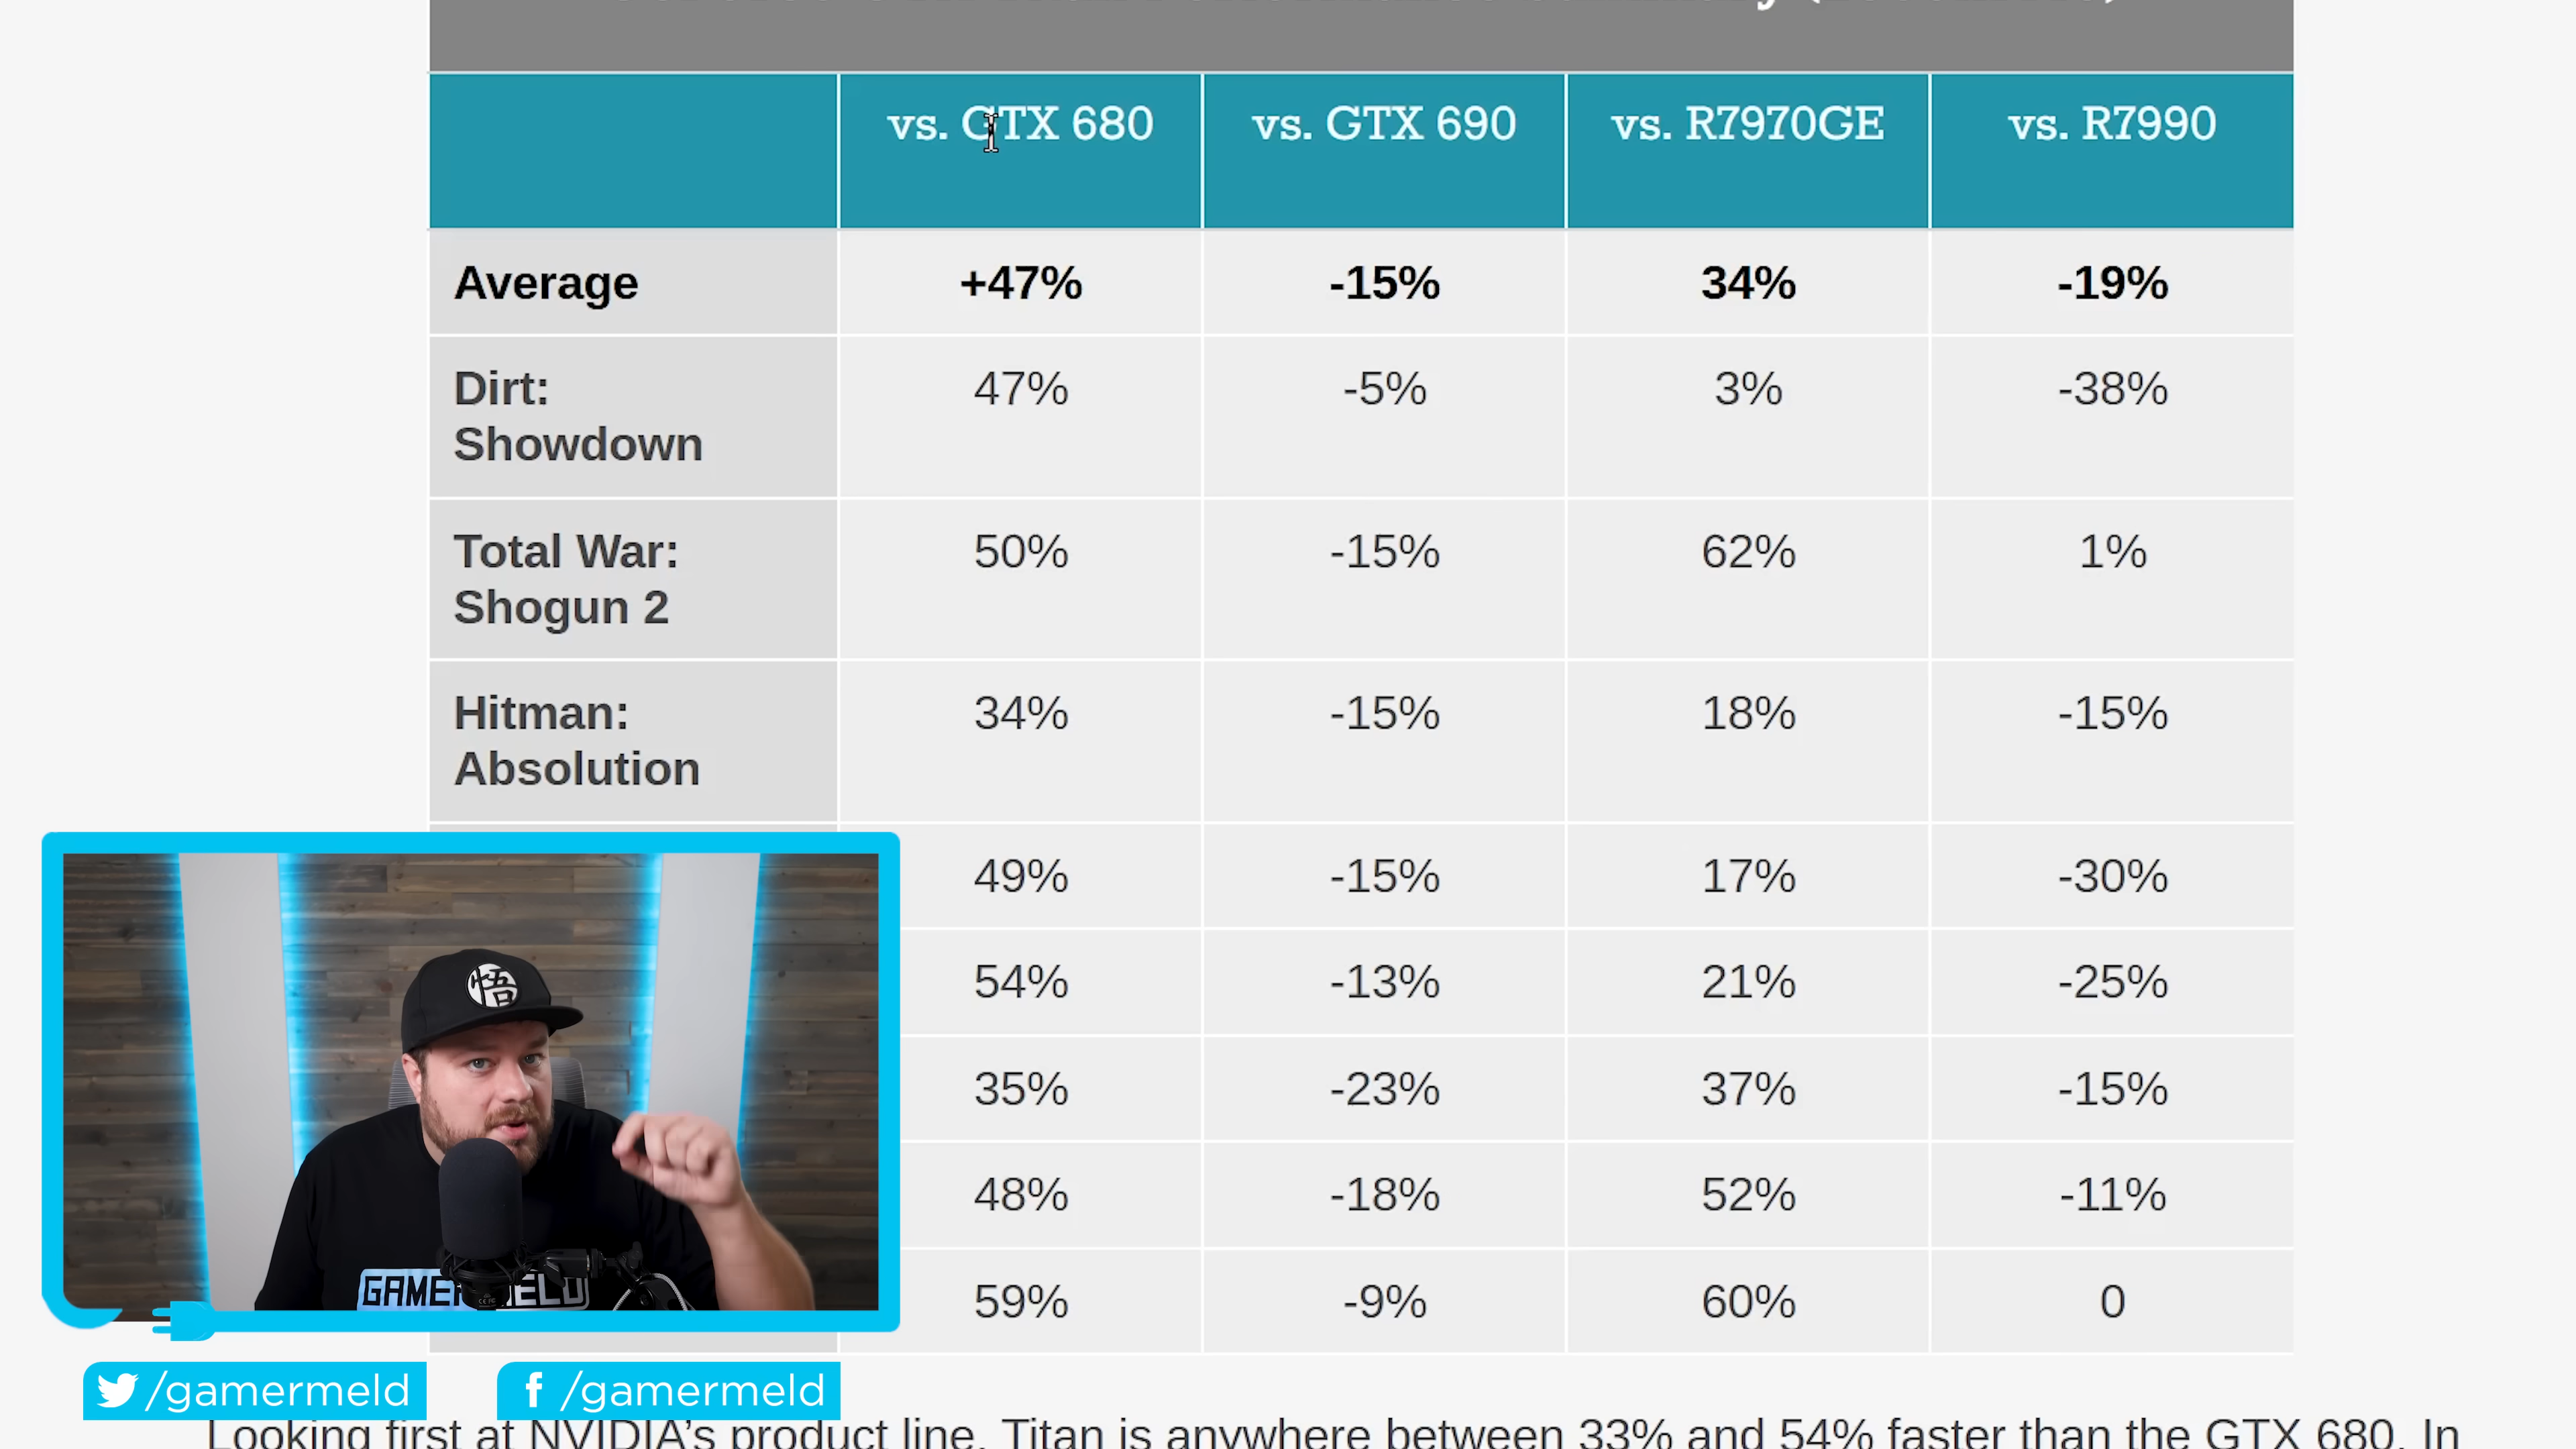 vs. GTX 680 vs. GTX 690 vs. R7970GE vs. R7990
Average +47% -15% 34% -19%
Dirt: 47% -5% 3% -38%
Showdown
Total War: 50% -15% 62% 1%
Shogun 2
Hitman: 34% -15% 18% -15%
Absolution
49% -15% 17% -30%
54% -13% 21% -25%
35% -23% 37% -15%
48% -18% 52% -11%
59% -9% 60% 0
悟
/gamermeld f /gamermeld
Looking first at NVIDIA's product line, Titan is anywhere between 33% and 54% faster than the GTX 680. In